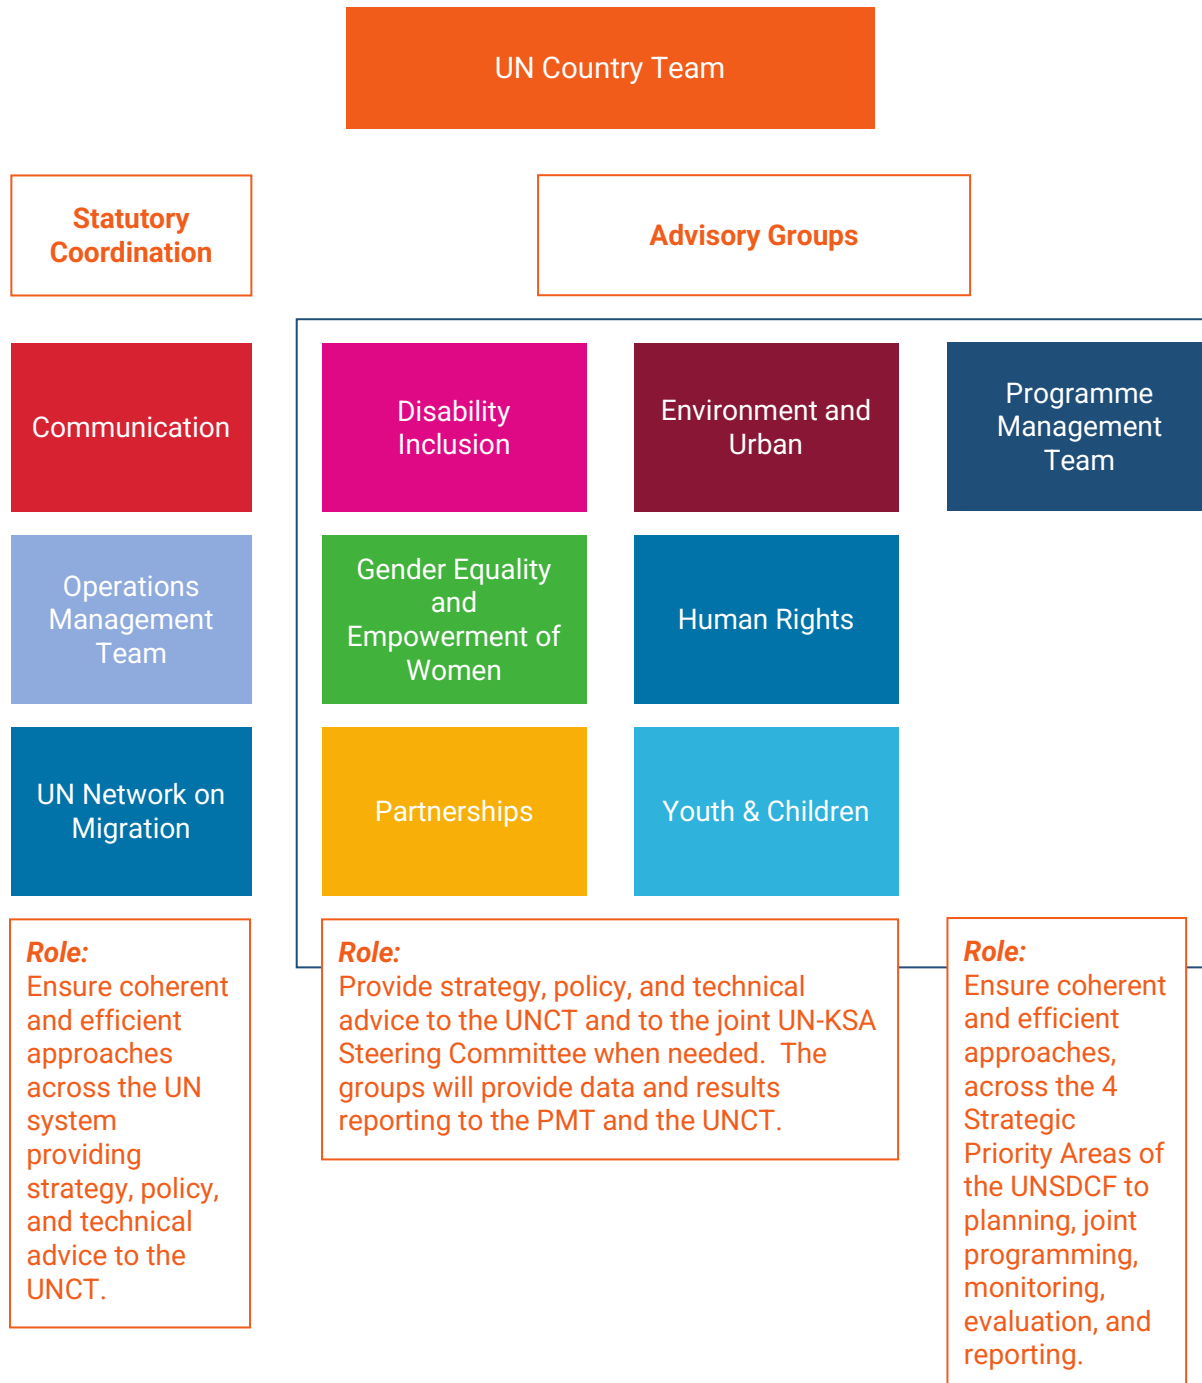 UN Country Team
Statutory
Coordination
Advisory Groups
Communication
Disability
Inclusion
Environment and
Urban
Programme
Management
Team
Operations
Management
Team
Gender Equality
and
Empowerment of
Women
Human Rights
UN Network on
Migration
Partnerships
Youth & Children
Role:
Ensure coherent
and efficient
approaches
across the UN
system
providing
strategy, policy,
and technical
advice to the
UNCT.
Role:
Provide strategy, policy, and technical
advice to the UNCT and to the joint UN-KSA
Steering Committee when needed.  The
groups will provide data and results
reporting to the PMT and the UNCT.
Role:
Ensure coherent
and efficient
approaches,
across the 4
Strategic
Priority Areas of
the UNSDCF to
planning, joint
programming,
monitoring,
evaluation, and
reporting.